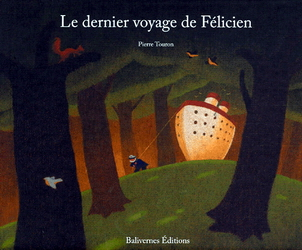 Le dernier voyage de Félicien
Pierre Touron
Balivernes Éditions